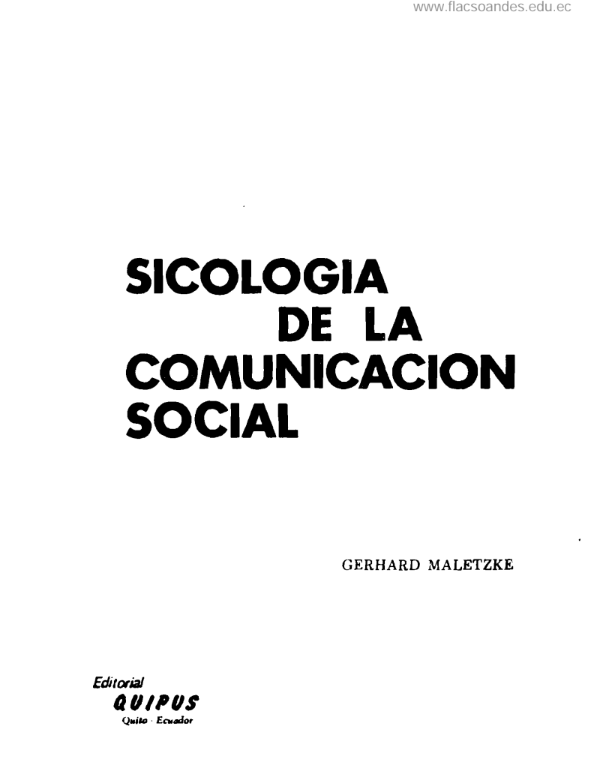 www.flacsoandes.edu.ec
SICOLOGIA
DE LA
COMUNICACION
SOCIAL
GERHARD MALETZKE
Editorial
QUIPUS
Quito - Ecuador